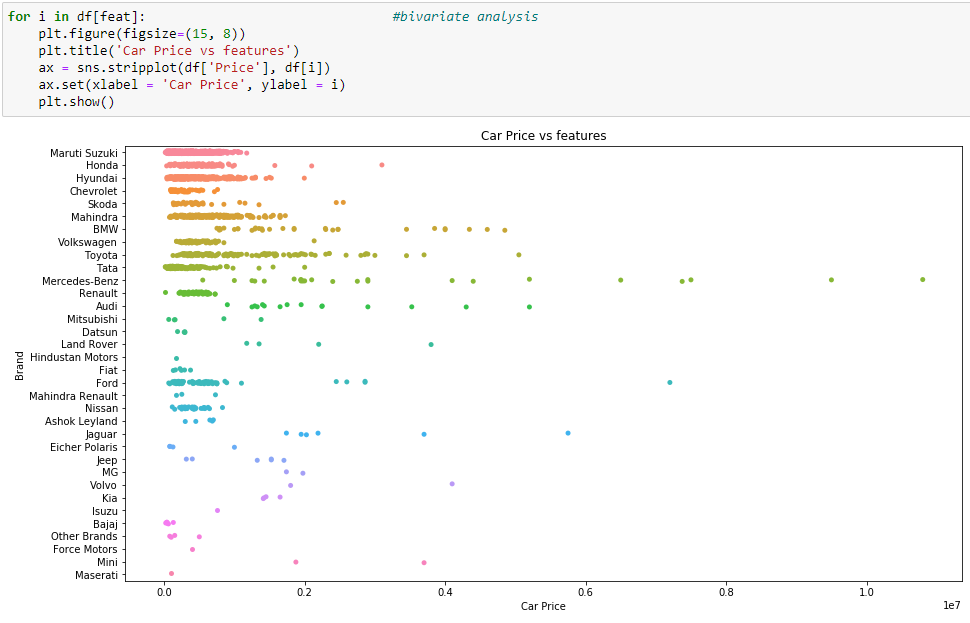 for i in df[feat]: #bivariate analysis
plt.figure(figsize=(15, 8))
plt.title('Car Price vs features')
ax = sns.stripplot(df['Price'], df[i])
ax.set(xlabel = 'Car Price', ylabel = i)
plt.show()
Car Price vs features
Maruti Suzuki
Honda
Hyundai
Chevrolet
Skoda
Mahindra
BMW
Volkswagen
Toyota
Tata
Mercedes-Benz
Renault
Audi
Mitsubishi
Datsun
Land Rover
Hindustan Motors
Fiat
Ford
Mahindra Renault
Nissan
Ashok Leyland
Jaguar
Eicher Polaris
Jeep
MG
Volvo
Kia
Isuzu
Bajaj
Other Brands
Force Motors
Mini
Maserati
Brand
0.0 0.2 0.4 0.6 0.8 1.0
1e7
Car Price